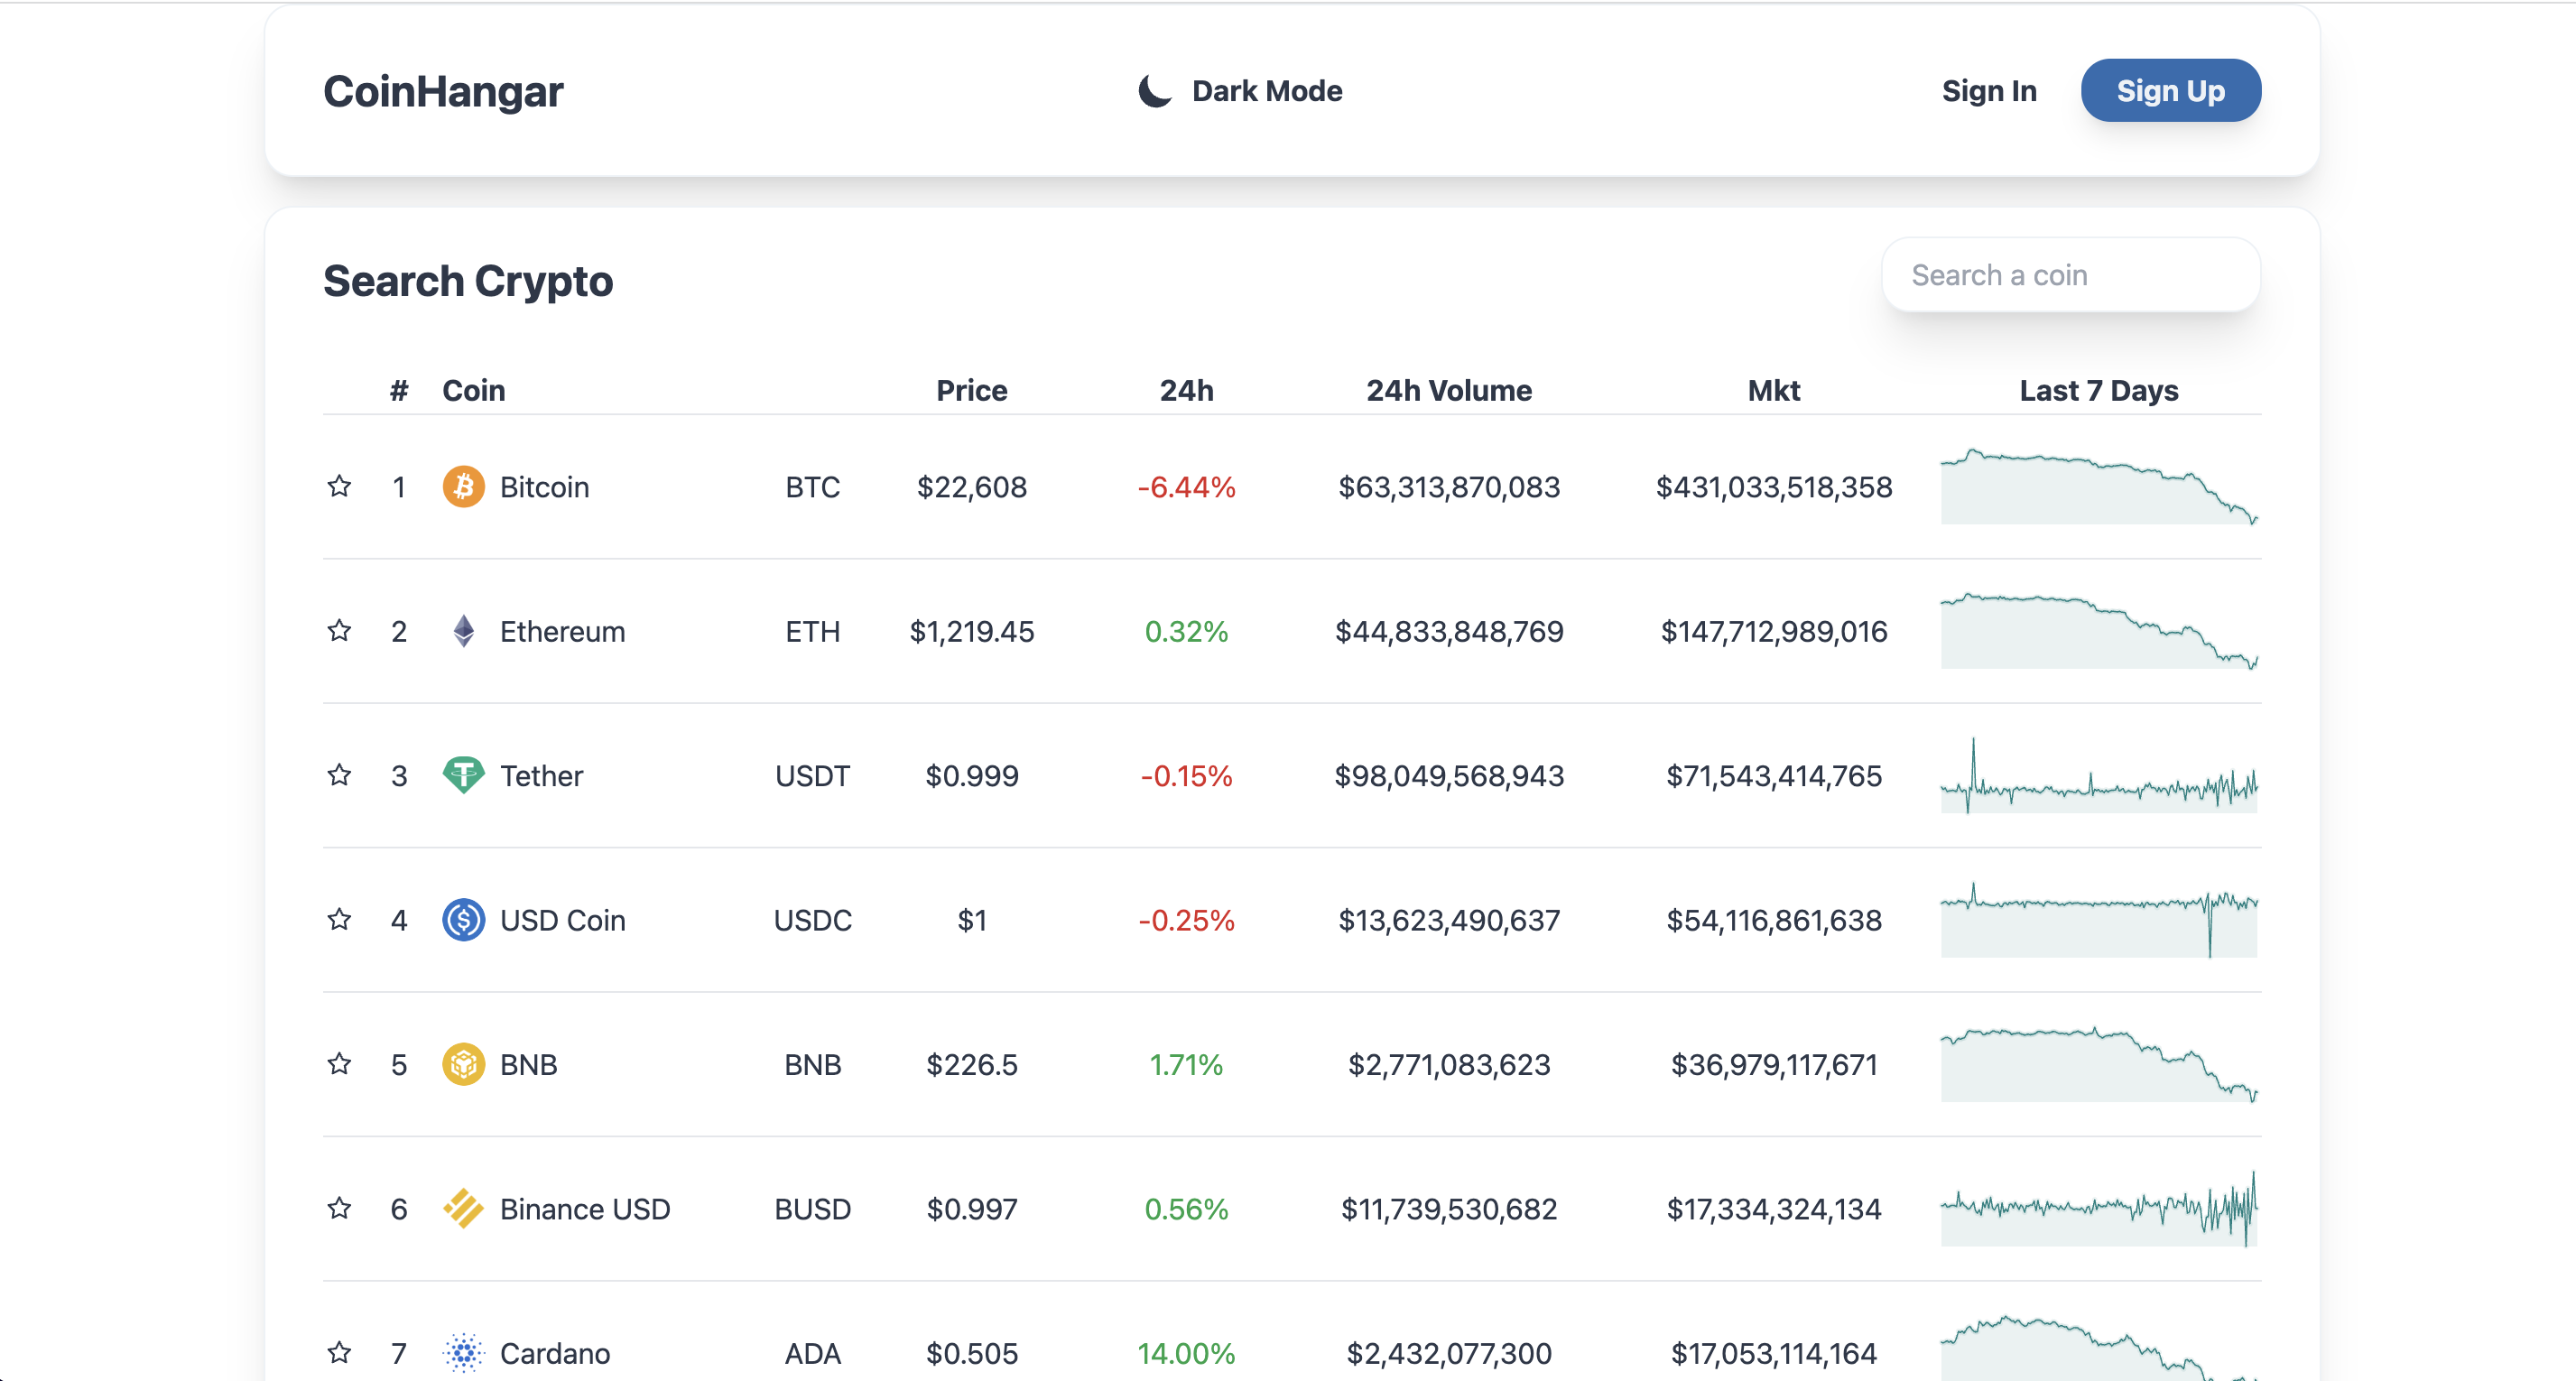 CoinHangar Dark Mode Sign In Sign Up
Search Crypto Search a coin
# Coin Price 24h 24h Volume Mkt Last 7 Days
1 Bitcoin BTC $22,608 -6.44% $63,313,870,083 $431,033,518,358
2 Ethereum ETH $1,219.45 0.32% $44,833,848,769 $147,712,989,016
3 Tether USDT $0.999 -0.15% $98,049,568,943 $71,543,414,765
4 USD Coin USDC $1 -0.25% $13,623,490,637 $54,116,861,638
5 BNB BNB $226.5 1.71% $2,771,083,623 $36,979,117,671
6 Binance USD BUSD $0.997 0.56% $11,739,530,682 $17,334,324,134
7 Cardano ADA $0.505 14.00% $2,432,077,300 $17,053,114,164